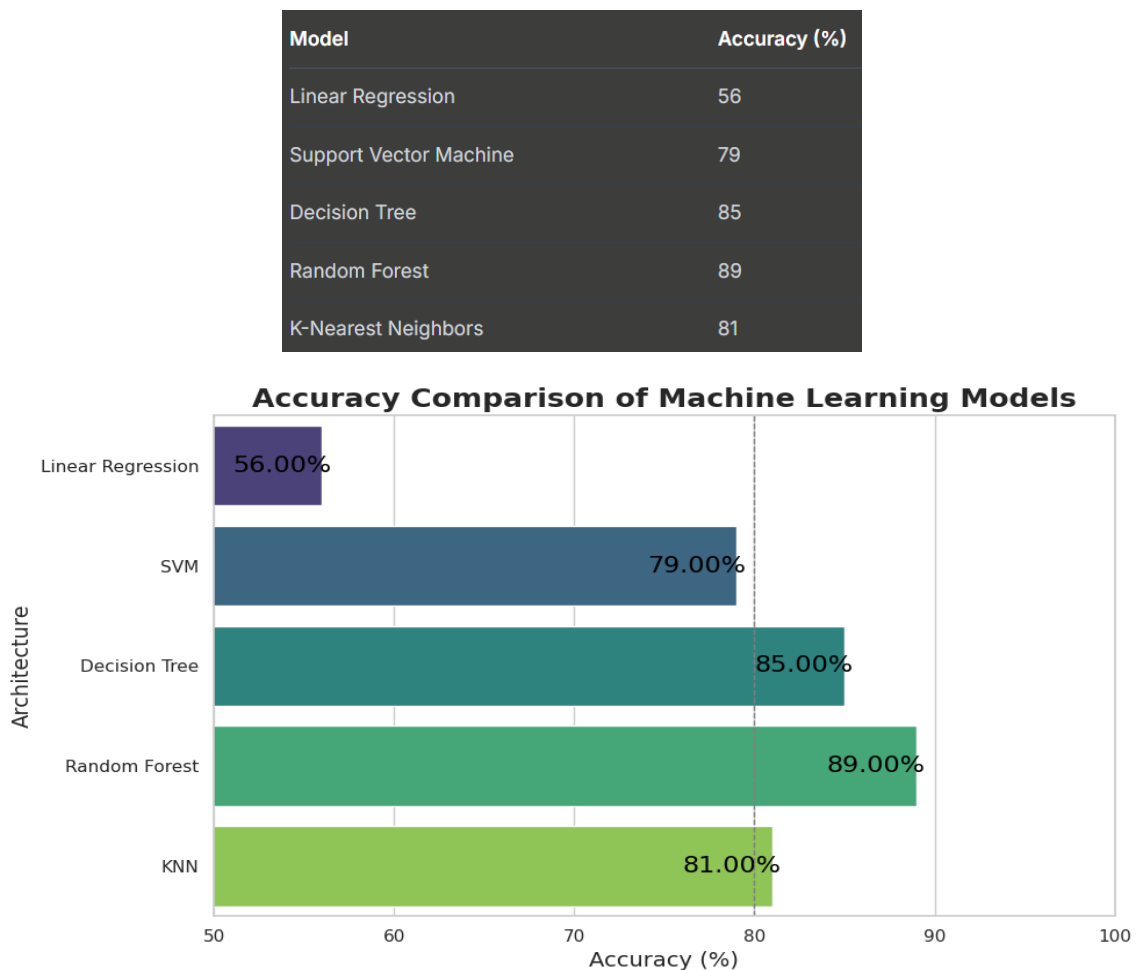 Model Accuracy (%)
Linear Regression 56
Support Vector Machine 79
Decision Tree 85
Random Forest 89
K-Nearest Neighbors 81
Accuracy Comparison of Machine Learning Models
Architecture
Linear Regression 56.00%
SVM 79.00%
Decision Tree 85.00%
Random Forest 89.00%
KNN 81.00%
50 60 70 80 90 100
Accuracy (%)